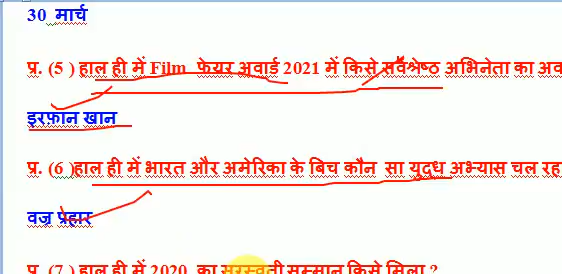 30 मार्च
प्र. (5 ) हाल ही में Film फेयर अवार्ड 2021 में किसे सर्वश्रेष्ठ अभिनेता का अव
इरफ़ान खान
प्र. (6 )हाल ही में भारत और अमेरिका के बिच कौन सा युद्ध अभ्यास चल रह
वज्र प्रहार
प्र. (7 ) हाल ही में 2020 का सरस्वती सम्मान किसे मिला ?